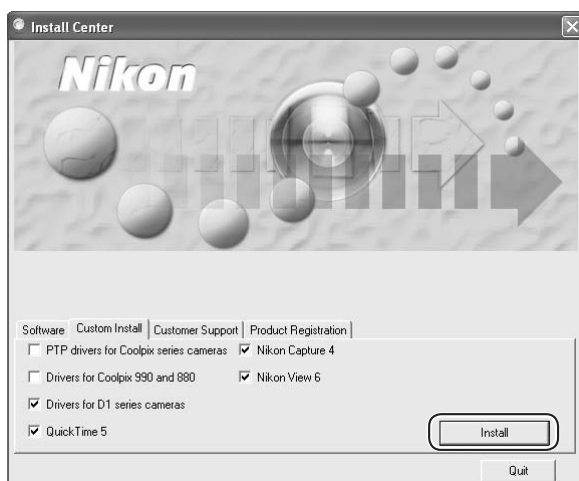 Install Center
Nikon
Software Custom Install Customer Support Product Registration
PTP drivers for Coolpix series cameras Nikon Capture 4
Drivers for Coolpix 990 and 880 Nikon View 6
Drivers for D1 series cameras
QuickTime 5
Install
Quit